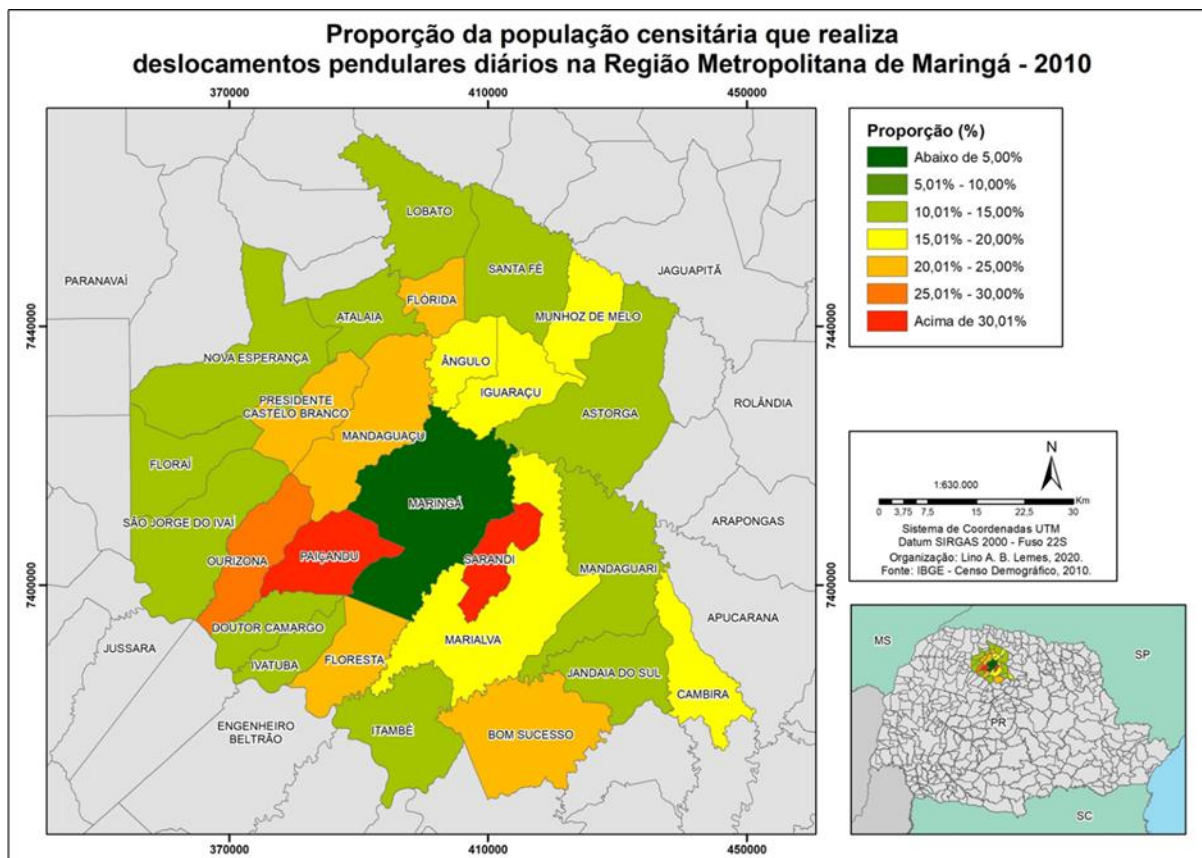 Proporção da população censitária que realiza
deslocamentos pendulares diários na Região Metropolitana de Maringá - 2010
370000
410000
450000
7440000
7400000
LOBATO
PARANAVAÍ
SANTA FÉ
JAGUAPITÃ
FLÓRIDA
ATALAIA
MUNHOZ DE MELO
NOVA ESPERANÇA
ÂNGULO
IGUARAÇU
PRESIDENTE
CASTELO BRANCO
ASTORGA
ROLÂNDIA
MANDAGUAÇU
FLORAÍ
MARINGÁ
SÃO JORGE DO IVAÍ
ARAPONGAS
OURIZONA
PAIÇANDU
SARANDI
MANDAGUARI
DOUTOR CAMARGO
APUCARANA
JUSSARA
IVATUBA
FLORESTA
MARIALVA
JANDAIA DO SUL
CAMBIRA
ENGENHEIRO
BELTRÃO
ITAMBÉ
BOM SUCESSO
370000
410000
450000
7440000
7400000
Proporção (%)
Abaixo de 5,00%
5,01% - 10,00%
10,01% - 15,00%
15,01% - 20,00%
20,01% - 25,00%
25,01% - 30,00%
Acima de 30,01%
N
1:630.000
0 3,75 7,5 15 22,5 30 Km
Sistema de Coordenadas UTM
Datum SIRGAS 2000 - Fuso 22S
Organização: Lino A. B. Lemes, 2020.
Fonte: IBGE - Censo Demográfico, 2010.
MS
SP
PR
SC